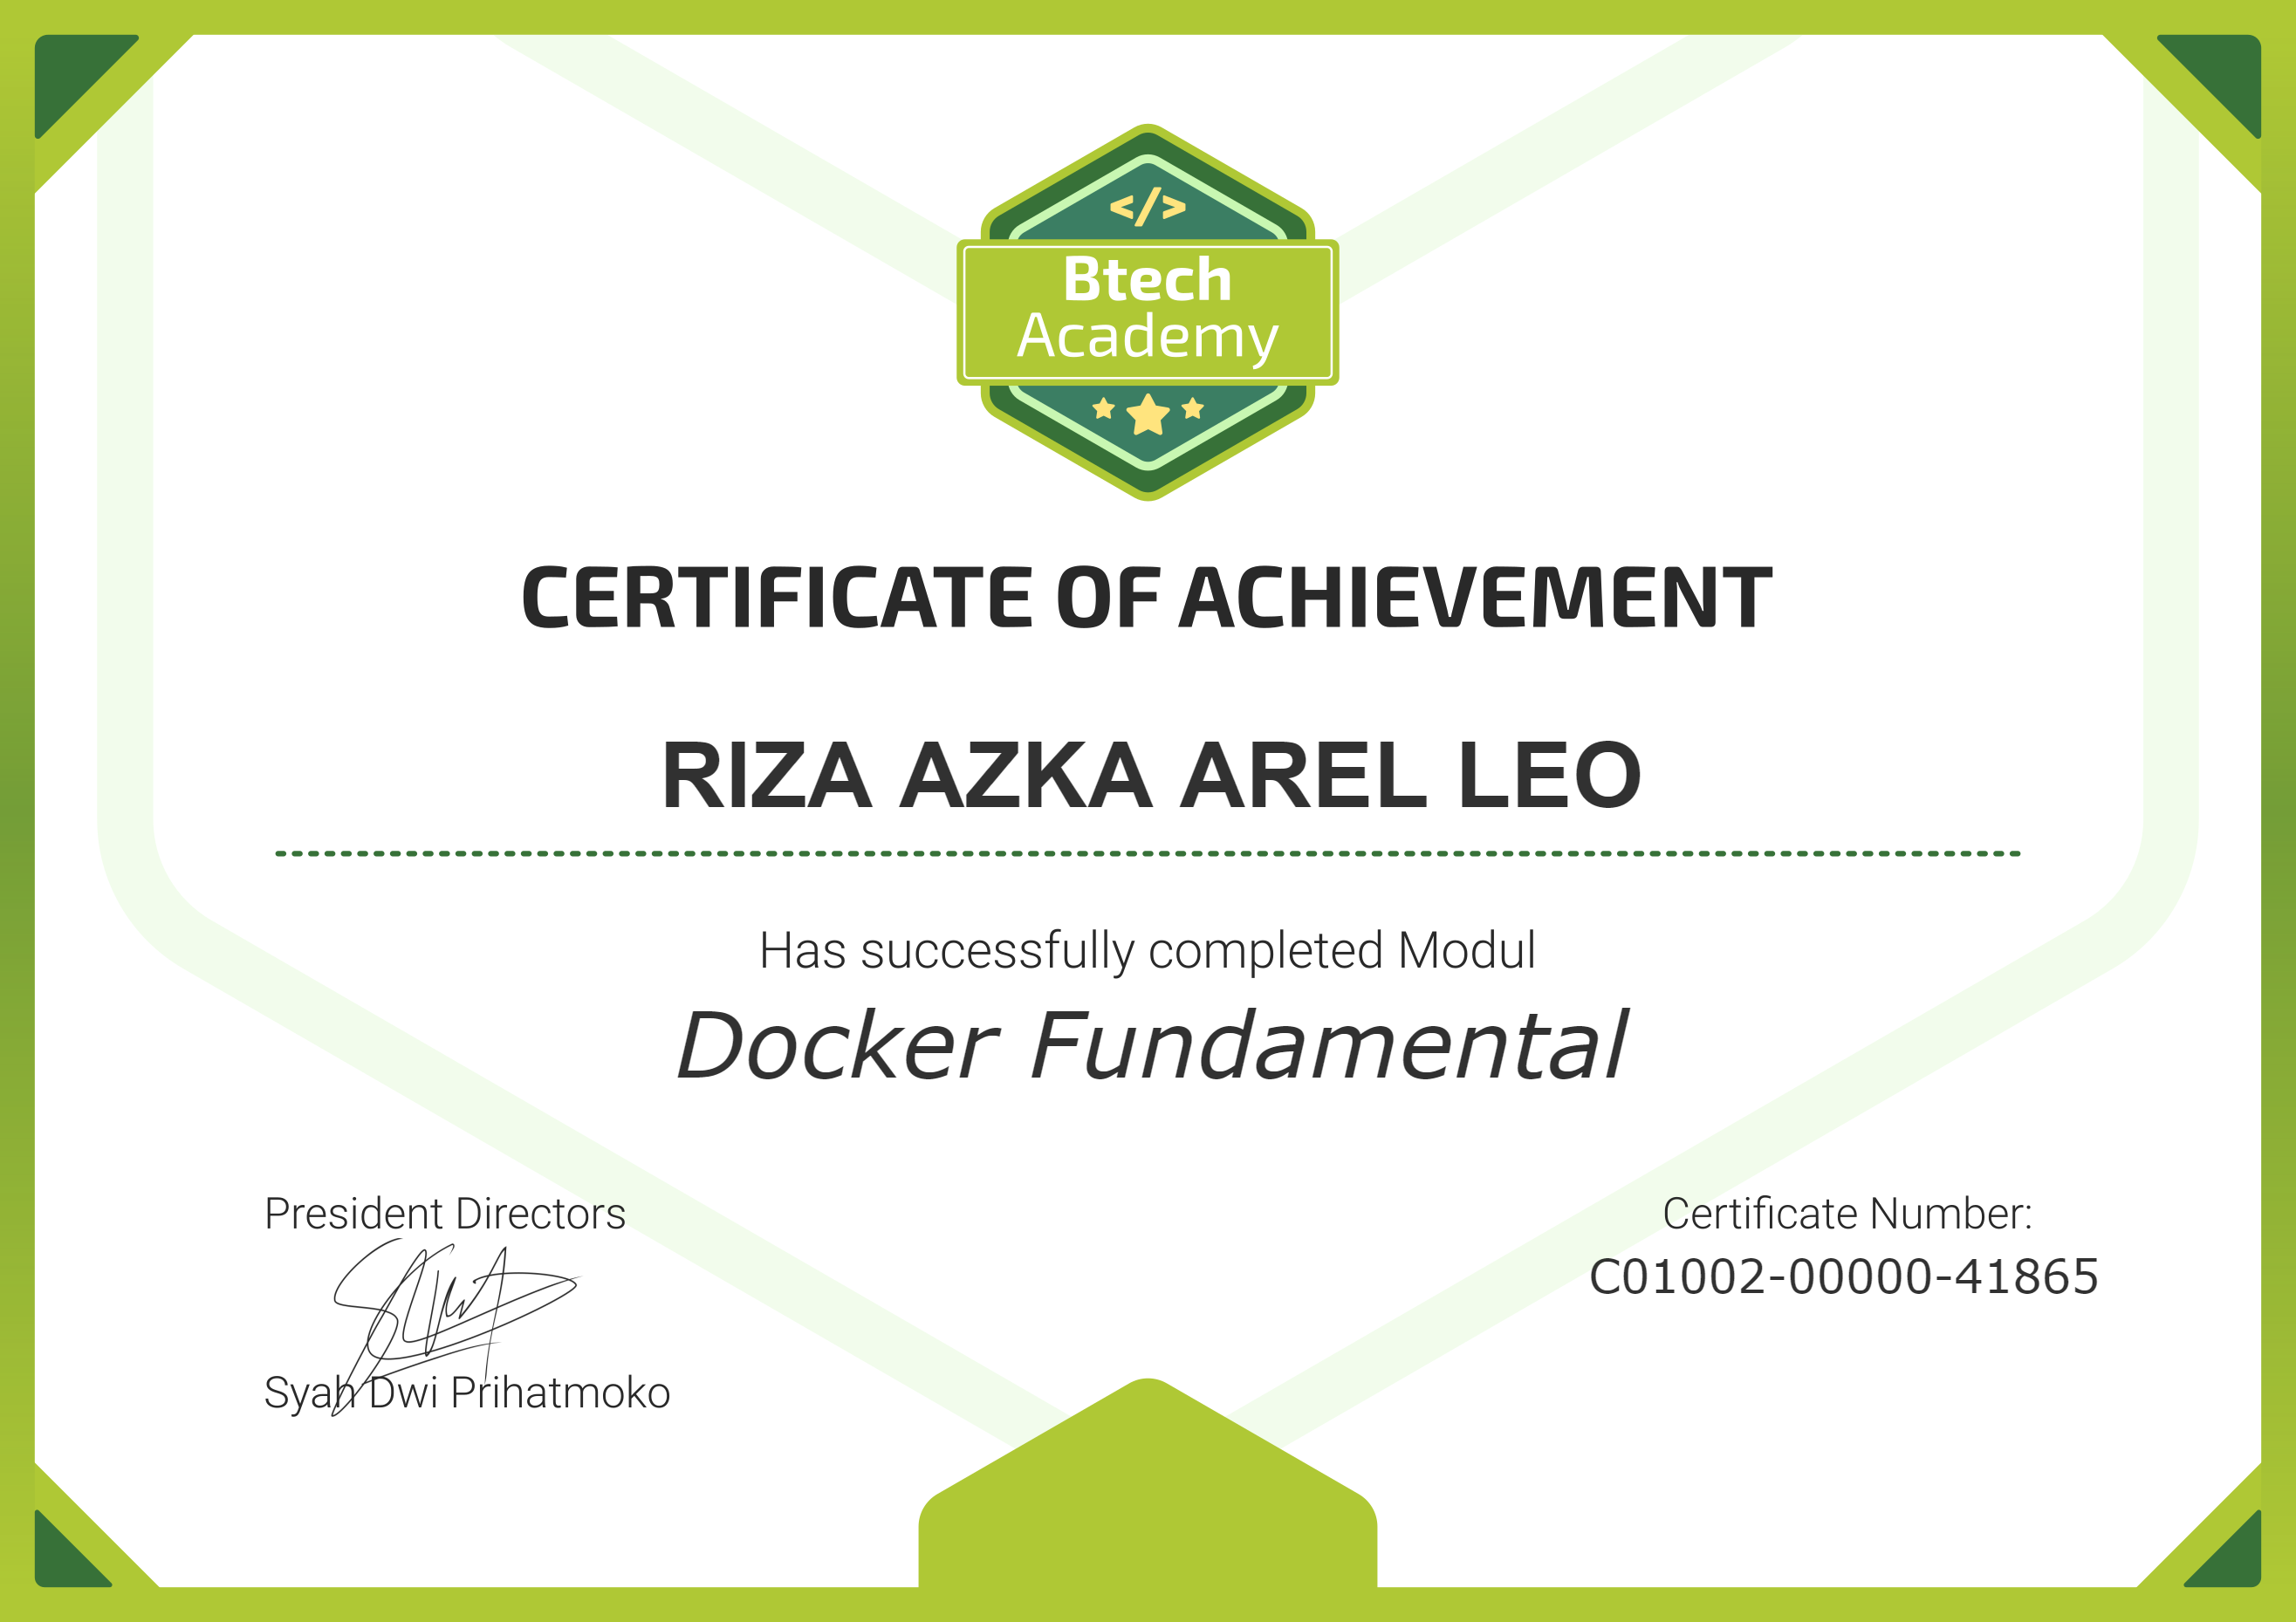 </>
Btech
Academy
CERTIFICATE OF ACHIEVEMENT
RIZA AZKA AREL LEO
Has successfully completed Modul
Docker Fundamental
President Directors
Syah Dwi Prihatmoko
Certificate Number:
C01002-00000-41865